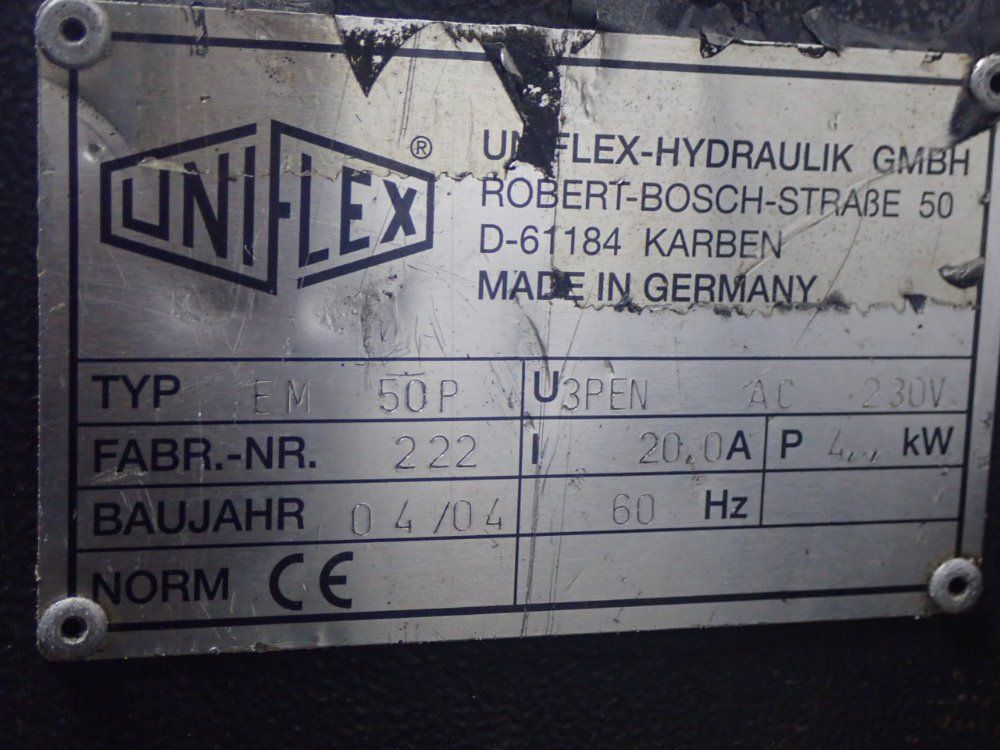 UNIFLEX ®
UNIFLEX-HYDRAULIK GMBH
ROBERT-BOSCH-STRAßE 50
D-61184 KARBEN
MADE IN GERMANY
TYP EM 50P U 3PEN AC 230V
FABR.-NR. 222 I 20,0A P kW
BAUJAHR 04/04 60 Hz
NORM CE